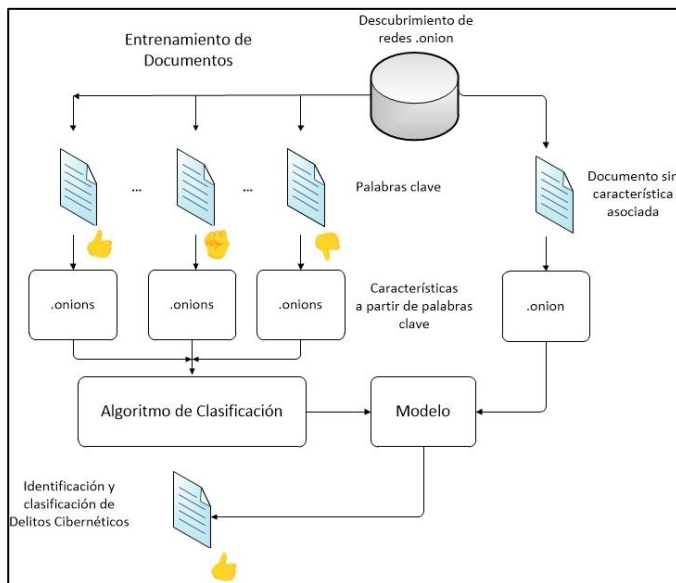 Descubrimiento de
redes .onion
Entrenamiento de
Documentos
...
...
Palabras clave
Documento sin
característica
asociada
.onions
.onions
.onions
Características
a partir de palabras
clave
.onion
Algoritmo de Clasificación
Modelo
Identificación y
clasificación de
Delitos Cibernéticos